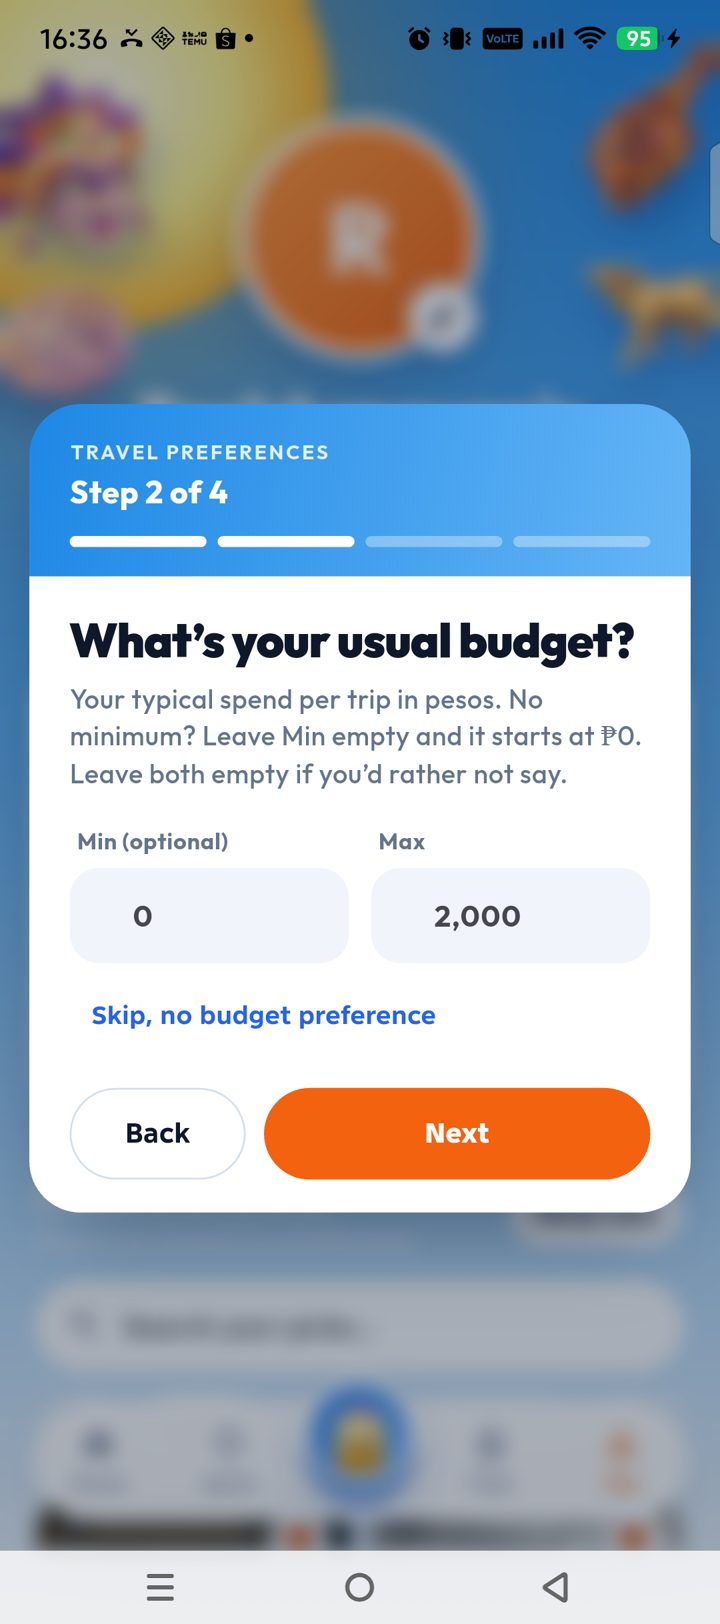 16:36
TEMU
S
VoLTE
95
R
TRAVEL PREFERENCES
Step 2 of 4
What's your usual budget?
Your typical spend per trip in pesos. No
minimum? Leave Min empty and it starts at ₱0.
Leave both empty if you'd rather not say.
Min (optional)
Max
0
2,000
Skip, no budget preference
Back
Next